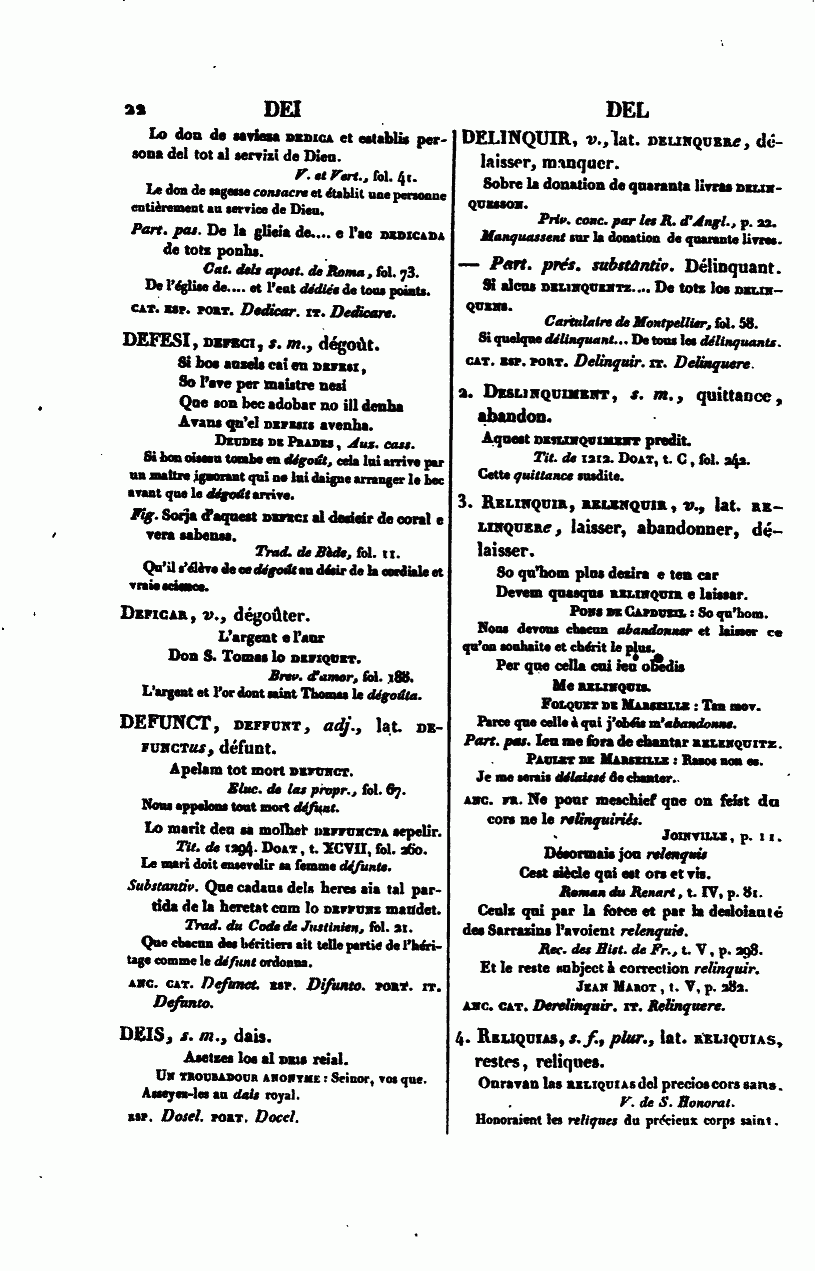 22 DEI DEL
Lo don de saviesa DEDICA et establis per-
sona del tot al servizi de Dieu.
V. et Vert., fol. 41.
Le don de sagesse consacre et établit une personne
entièrement au service de Dieu.
Part. pas. De la glieia de.... e l'ac DEDICADA
de totz ponhs.
Cat. dels apost. de Roma, fol. 73.
De l'église de.... et l'eut dédiée de tous points.
CAT. ESP. PORT. Dedicar. IT. Dedicare.
DEFESI, DEFECI, s. m., dégoût.
Si bos auzels cai en DEFESI,
So l'ave per maistre nesi
Que son bec adobar no ill denha
Avans qu'el DEFESIS avenha.
DEUDES DE PRADES, Auz. cass.
Si bon oiseau tombe en dégoût, cela lui arrive par
un maître ignorant qui ne lui daigne arranger le bec
avant que le dégoût arrive.
Fig. Sorja d'aquest DEFECI al desieir de coral e
vera sabensa.
Trad. de Bède, fol. 11.
Qu'il s'élève de ce dégoût au désir de la cordiale et
vraie science.
DEFICAR, v., dégoûter.
L'argent e l'aur
Don S. Tomas lo DEFIQUET.
Brev. d'amor, fol. 188.
L'argent et l'or dont saint Thomas le dégoûta.
DEFUNCT, DEFFUNT, adj., lat. DE-
FUNCTus, défunt.
Apelam tot mort DEFUNCT.
Eluc. de las propr., fol. 67.
Nous appelons tout mort défunt.
Lo marit deu sa molher DEFFUNCTA sepelir.
Tit. de 1294. DOAT, t. XCVII, fol. 260.
Le mari doit ensevelir sa femme défunte.
Substantiv. Que cadaus dels heres aia tal par-
tida de la heretat cum lo DEFFUNZ mandet.
Trad. du Code de Justinien, fol. 21.
Que chacun des héritiers ait telle partie de l'héri-
tage comme le défunt ordonna.
ANC. CAT. Defunct. ESP. Difunto. PORT. IT.
Defunto.
DEIS, s. m., dais.
Asetzes los al DEIS reial.
UN TROUBADOUR ANONYME : Seinor, vos que.
Asseyez-les au dais royal.
ESP. Dosel. PORT. Docel.
DELINQUIR, v., lat. DELINQUERe, dé-
laisser, manquer.
Sobre la donation de quaranta livras DELIN-
QUESSON.
Priv. conc. par les R. d'Angl., p. 22.
Manquassent sur la donation de quarante livres.
— Part. prés. substantiv. Délinquant.
Si alcus DELINQUENTZ.... De totz los DELIN-
QUENS.
Cartulaire de Montpellier, fol. 58.
Si quelque délinquant... De tous les délinquants.
CAT. ESP. PORT. Delinquir. IT. Delinquere.
2. DESLINQUIMENT, s. m., quittance,
abandon.
Aquest DESLINQUIMENT predit.
Tit. de 1212. DOAT, t. C, fol. 242.
Cette quittance susdite.
3. RELINQUIR, RELENQUIR, v., lat. RE-
LINQUERe, laisser, abandonner, dé-
laisser.
So qu'hom plus dezira e ten car
Devem quasqus RELINQUIR e laissar.
PONS DE CAPDUEIL : So qu'hom.
Nous devons chacun abandonner et laisser ce
qu'on souhaite et chérit le plus.
Per que cella cui ieu obedis
Me RELINQUIS.
FOLQUET DE MARSEILLE : Tan mov.
Parce que celle à qui j'obéis m'abandonne.
Part. pas. Ieu me fora de chantar RELENQUITZ.
PAULET DE MARSEILLE : Razos non es.
Je me serais délaissé de chanter.
ANC. FR. Ne pour meschief que on feist du
cors ne le relinquiriés.
JOINVILLE, p. 11.
Désormais jou relenquis
Cest siècle qui est ors et vis.
Roman du Renart, t. IV, p. 81.
Ceulz qui par la force et par la desloiauté
des Sarrazins l'avoient relenquie.
Rec. des Hist. de Fr., t. V, p. 298.
Et le reste subject à correction relinquir.
JEAN MAROT, t. V, p. 282.
ANC. CAT. Derelinquir. IT. Relinquere.
4. RELIQUIAS, s. f., plur., lat. RELIQUIAS,
restes, reliques.
Onravan las RELIQUIAS del precios cors sans.
V. de S. Honorat.
Honoraient les reliques du précieux corps saint.